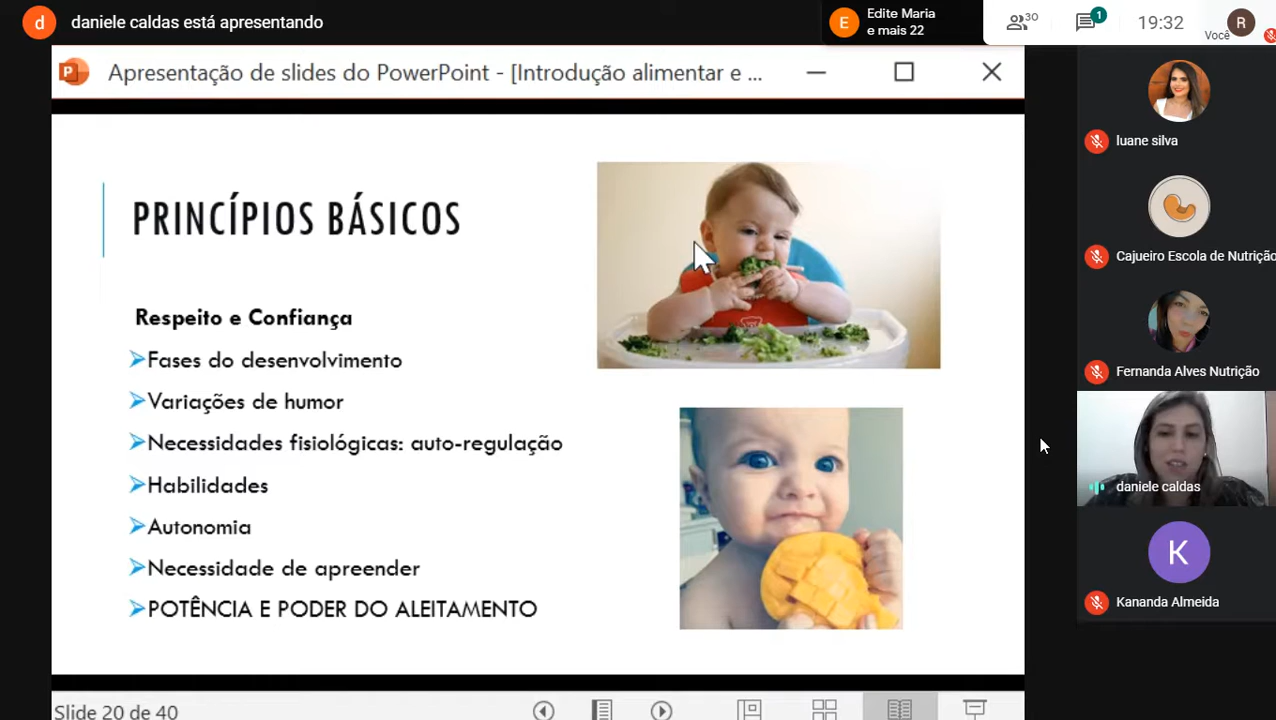 d
daniele caldas está apresentando
E
Edite Maria
e mais 22
30
1
19:32
Você
R
P
Apresentação de slides do PowerPoint - [Introdução alimentar e ...
luane silva
PRINCÍPIOS BÁSICOS
Cajueiro Escola de Nutrição
Respeito e Confiança
Fases do desenvolvimento
Variações de humor
Necessidades fisiológicas: auto-regulação
Habilidades
Autonomia
Necessidade de apreender
POTÊNCIA E PODER DO ALEITAMENTO
Fernanda Alves Nutrição
daniele caldas
K
Kananda Almeida
Slide 20 de 40